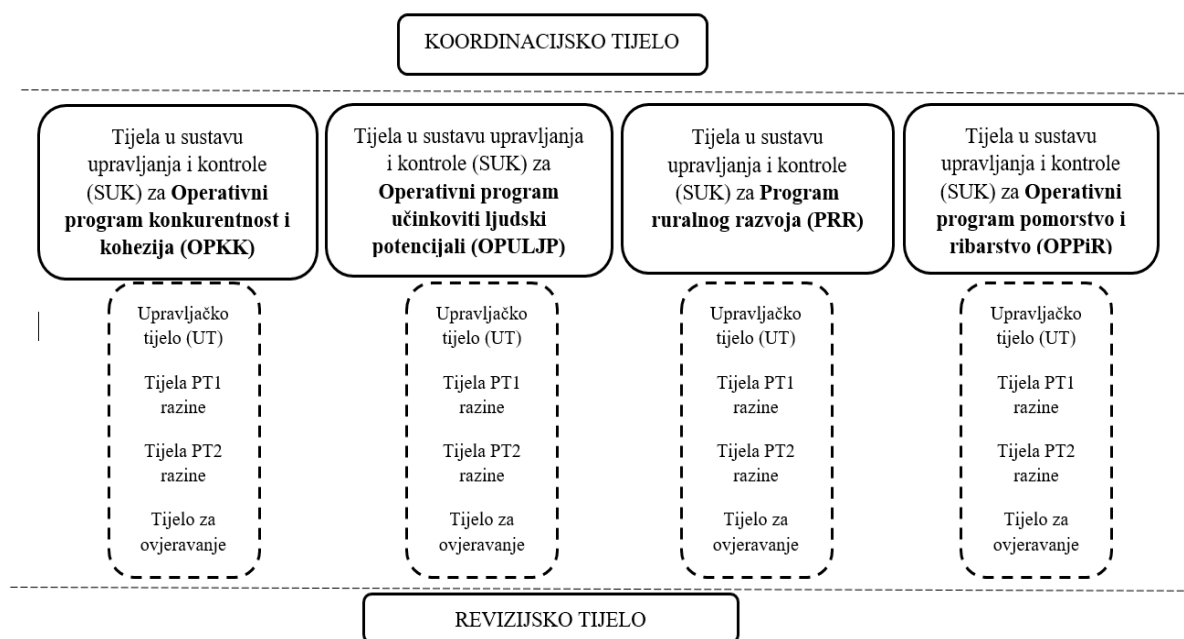 KOORDINACIJSKO TIJELO
Tijela u sustavu
upravljanja i kontrole
(SUK) za Operativni
program konkurentnost i
kohezija (OPKK)
Tijela u sustavu upravljanja
i kontrole (SUK) za
Operativni program
učinkoviti ljudski
potencijali (OPULJP)
Tijela u sustavu
upravljanja i kontrole
(SUK) za Program
ruralnog razvoja (PRR)
Tijela u sustavu
upravljanja i kontrole
(SUK) za Operativni
program pomorstvo i
ribarstvo (OPPiR)
Upravljačko
tijelo (UT)
Tijela PT1
razine
Tijela PT2
razine
Tijelo za
ovjeravanje
Upravljačko
tijelo (UT)
Tijela PT1
razine
Tijela PT2
razine
Tijelo za
ovjeravanje
Upravljačko
tijelo (UT)
Tijela PT1
razine
Tijela PT2
razine
Tijelo za
ovjeravanje
Upravljačko
tijelo (UT)
Tijela PT1
razine
Tijela PT2
razine
Tijelo za
ovjeravanje
REVIZIJSKO TIJELO